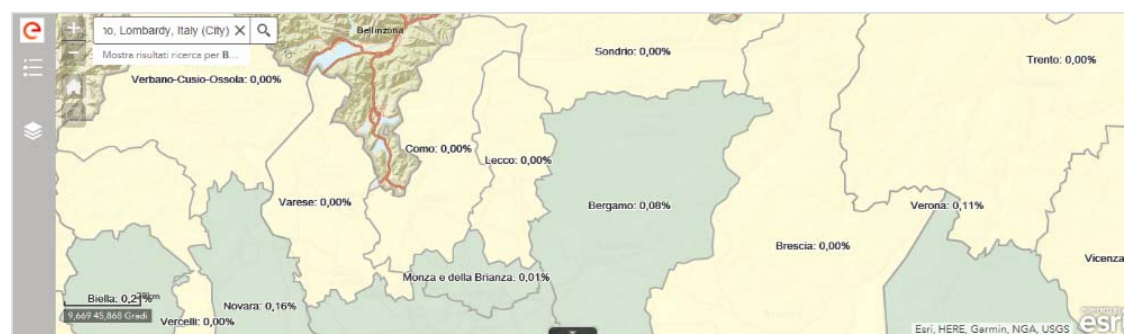 no, Lombardy, Italy (City)
Mostra risultati ricerca per B...
Bellinzona
Sondrio: 0,00%
Trento: 0,00%
Verbano-Cusio-Ossola: 0,00%
Como: 0,00%
Lecco: 0,00%
Varese: 0,00%
Bergamo: 0,08%
Verona: 0,11%
Brescia: 0,00%
Vicenza
Monza e della Brianza: 0,01%
Biella: 0,21%
Novara: 0,16%
9,669 45,868 Gradi
Vercelli: 0,00%
Esri, HERE, Garmin, NGA, USGS
esri